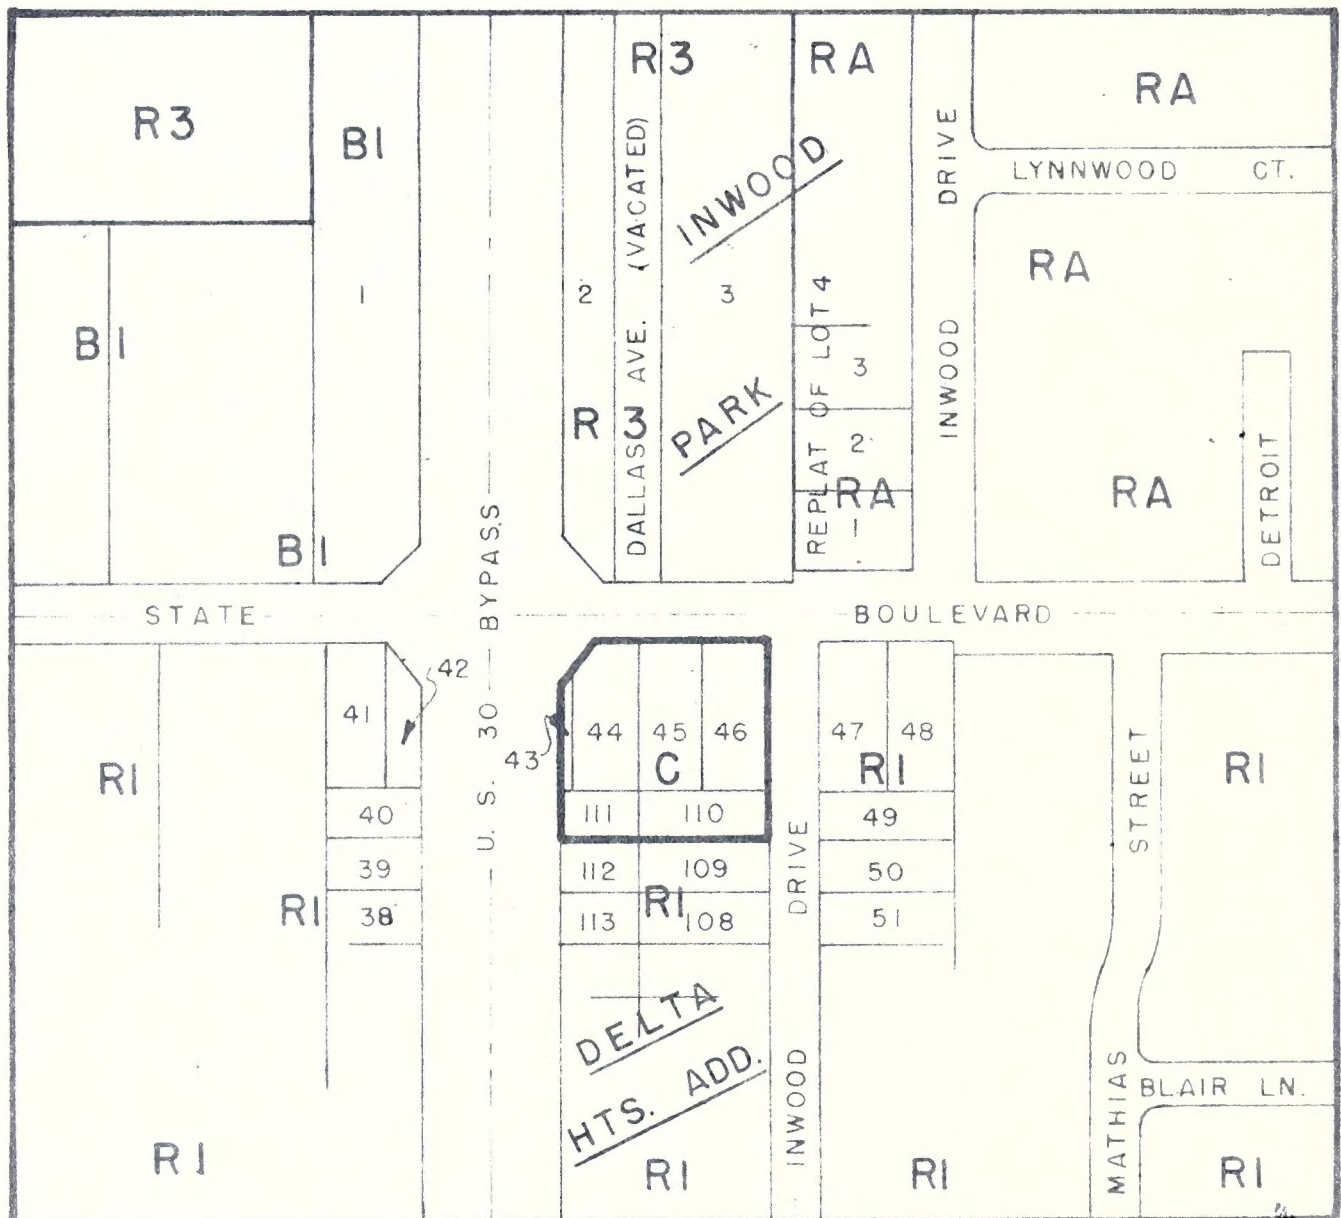 R3
RA
RA
R3
B1
DRIVE
LYNNWOOD CT.
(VACATED)
INWOOD
RA
1
2
3
DALLAS AVE.
REPLAT OF LOT 4
INWOOD
B1
3
PARK
R3
2
RA
RA
DETROIT
1
B1
BYPASS
STATE
BOULEVARD
42
41
U. S. 30
43
44
45
46
47
48
C
R1
R1
STREET
R1
40
111
110
49
DRIVE
39
112
109
50
R1
38
113
R1
108
51
DELTA
HTS. ADD.
INWOOD
MATHIAS
BLAIR LN.
R1
R1
R1
R1